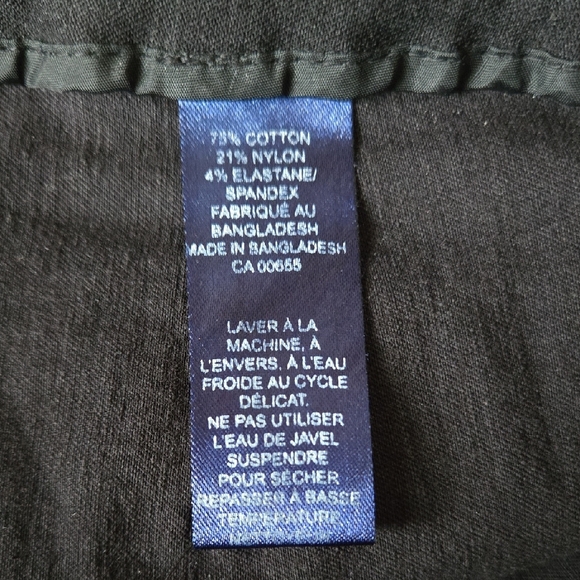 75% COTTON
21% NYLON
4% ELASTANE/
SPANDEX
FABRIQUÉ AU
BANGLADESH
MADE IN BANGLADESH
CA 00655
LAVER À LA
MACHINE, À
L'ENVERS, À L'EAU
FROIDE AU CYCLE
DÉLICAT.
NE PAS UTILISER
L'EAU DE JAVEL
SUSPENDRE
POUR SÉCHER
REPASSER À BASSE
TEMPÉRATURE